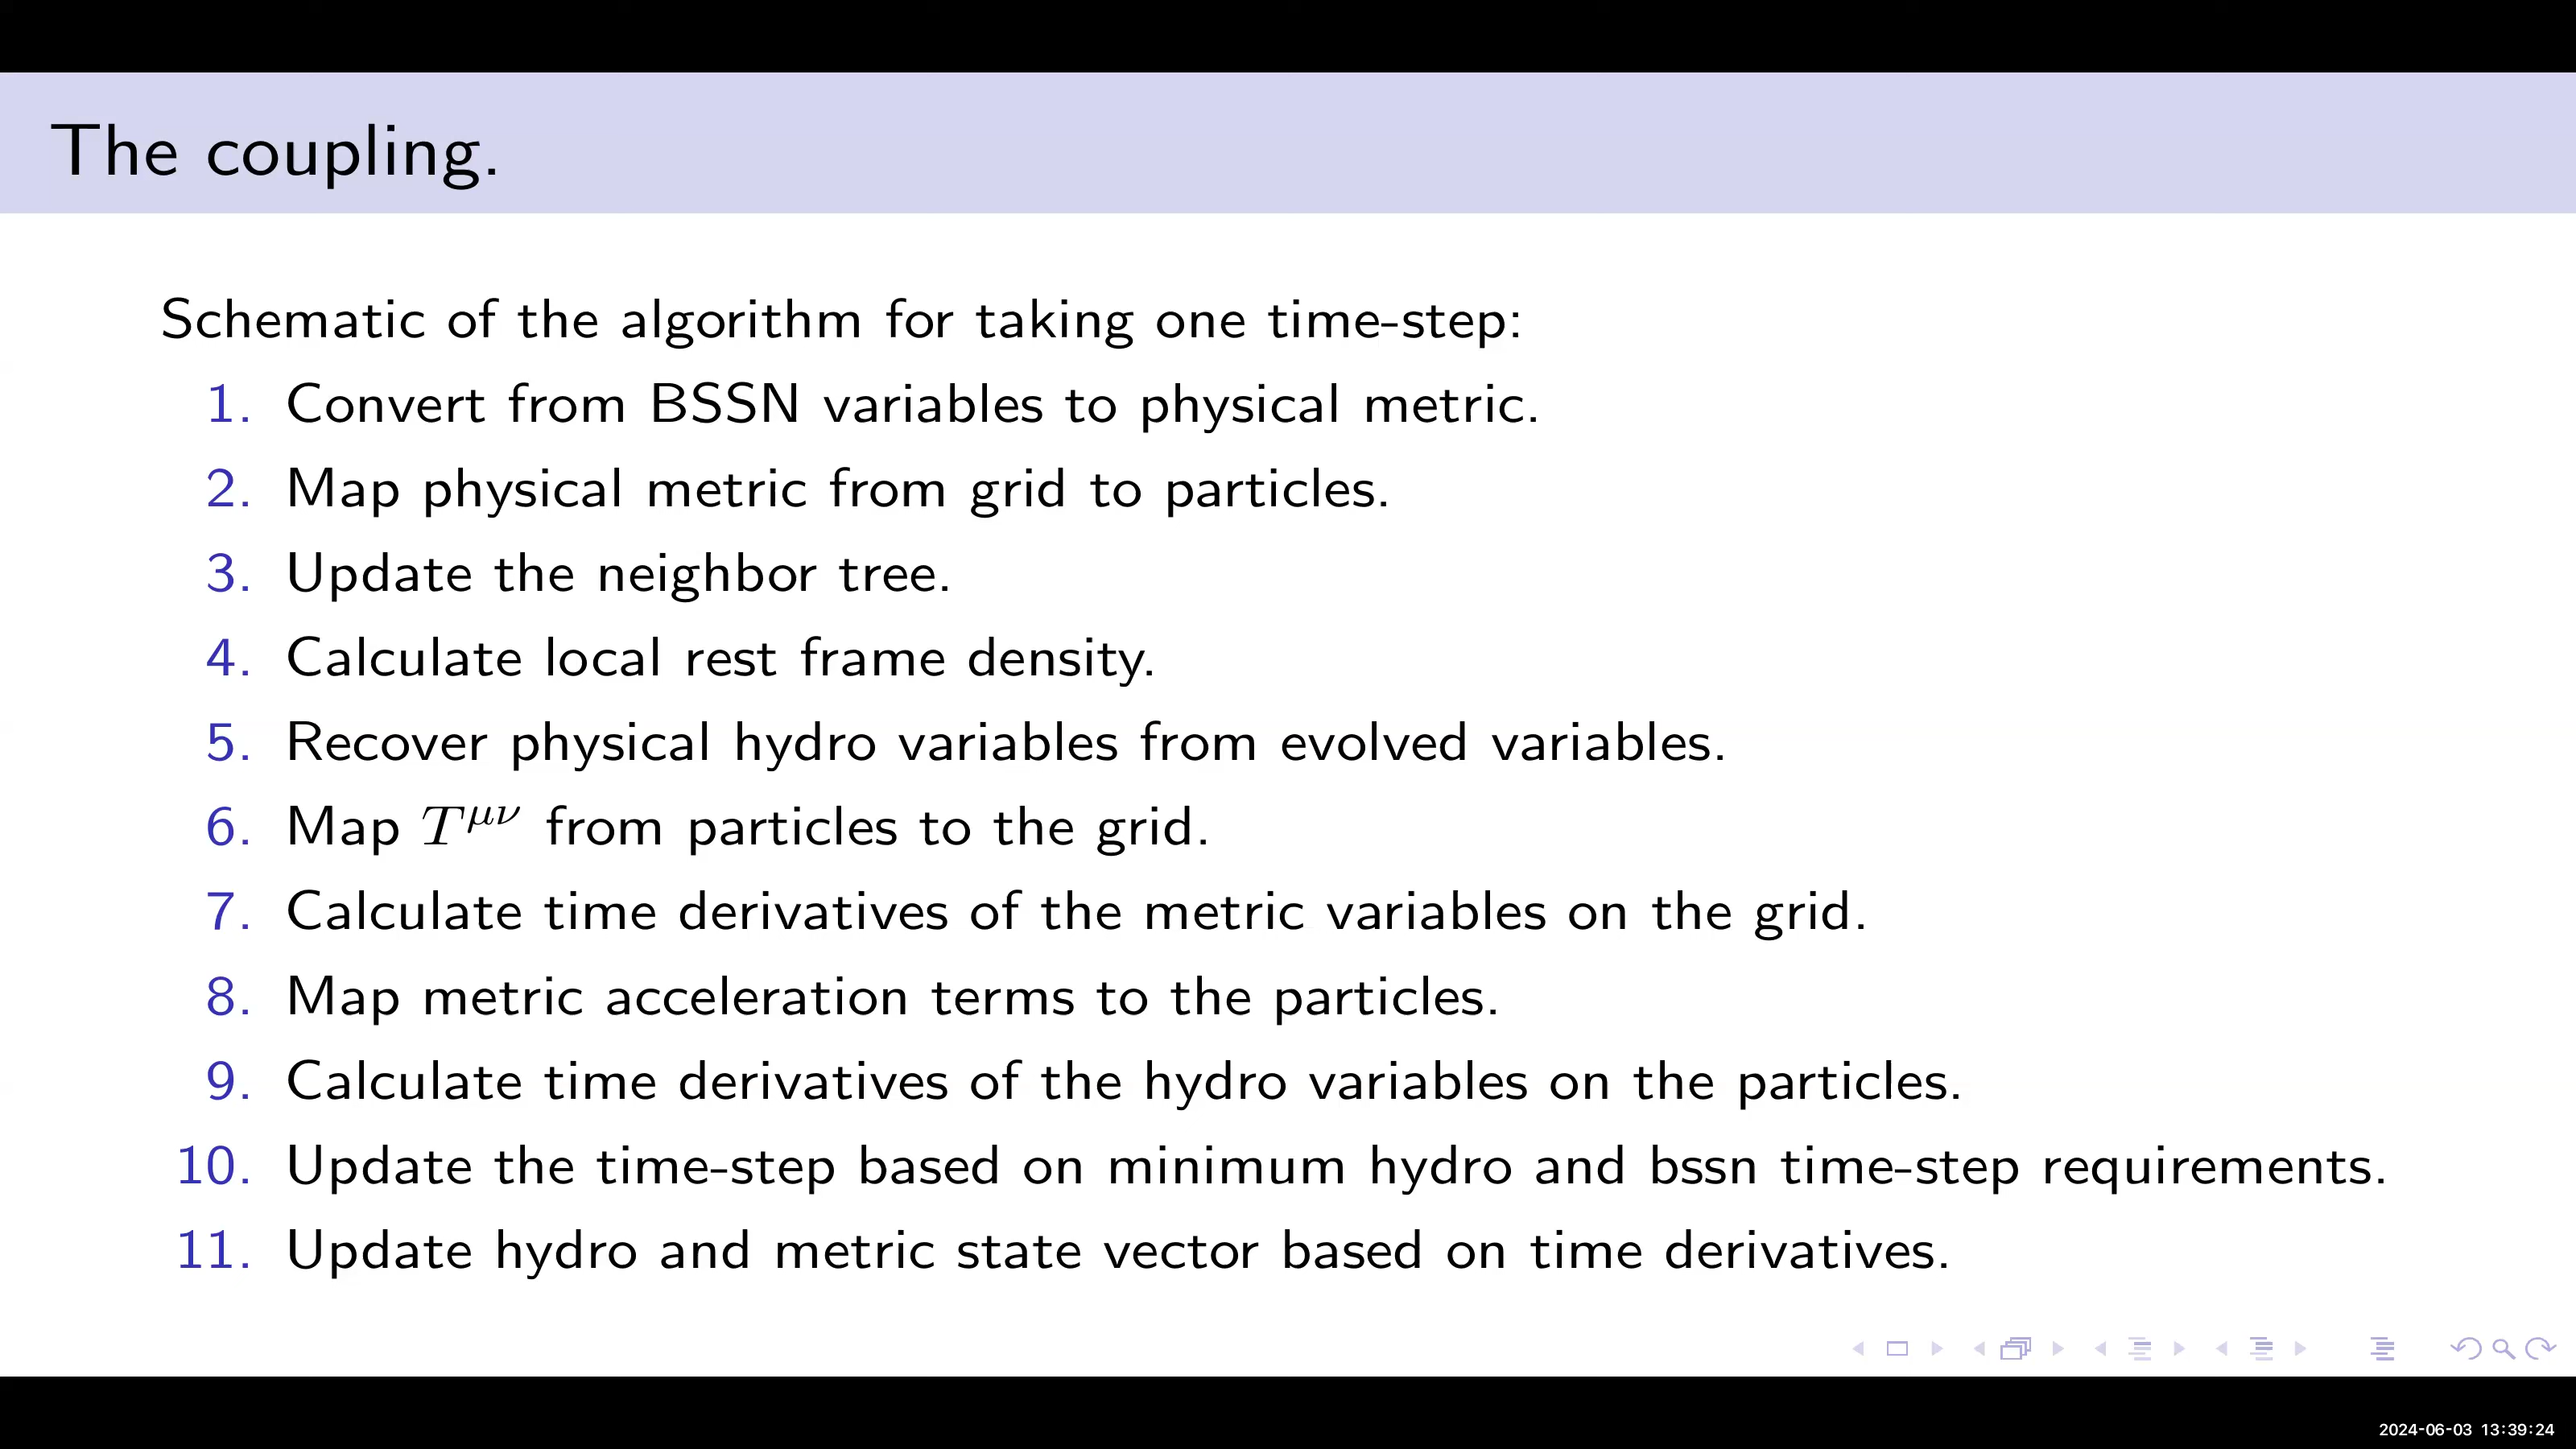 The coupling.
Schematic of the algorithm for taking one time-step:
1. Convert from BSSN variables to physical metric.
2. Map physical metric from grid to particles.
3. Update the neighbor tree.
4. Calculate local rest frame density.
5. Recover physical hydro variables from evolved variables.
6. Map T^{μν} from particles to the grid.
7. Calculate time derivatives of the metric variables on the grid.
8. Map metric acceleration terms to the particles.
9. Calculate time derivatives of the hydro variables on the particles.
10. Update the time-step based on minimum hydro and bssn time-step requirements.
11. Update hydro and metric state vector based on time derivatives.
2024-06-03 13:39:24